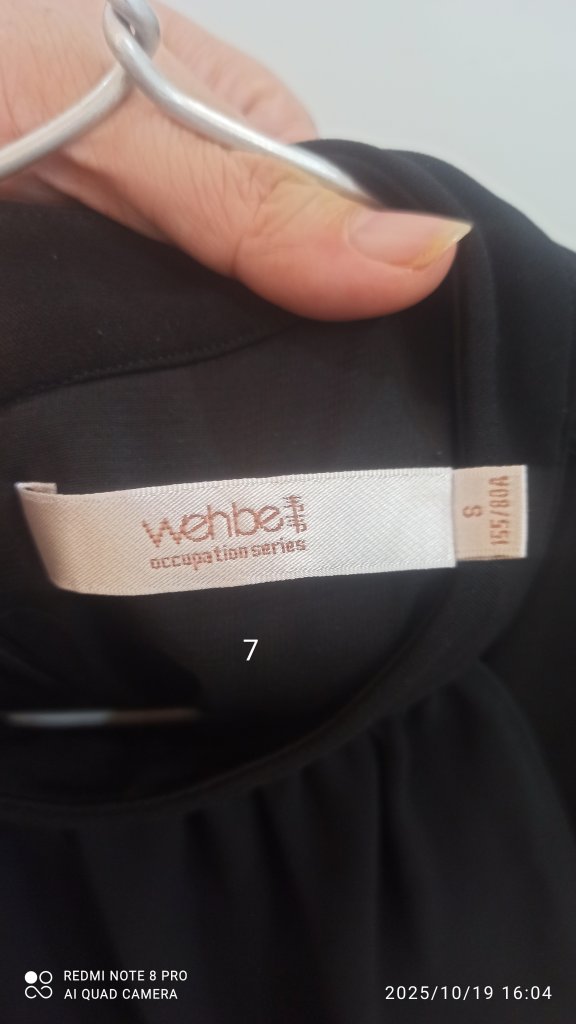 wehbe
occupation series
S
155/80A
7
REDMI NOTE 8 PRO
AI QUAD CAMERA
2025/10/19 16:04